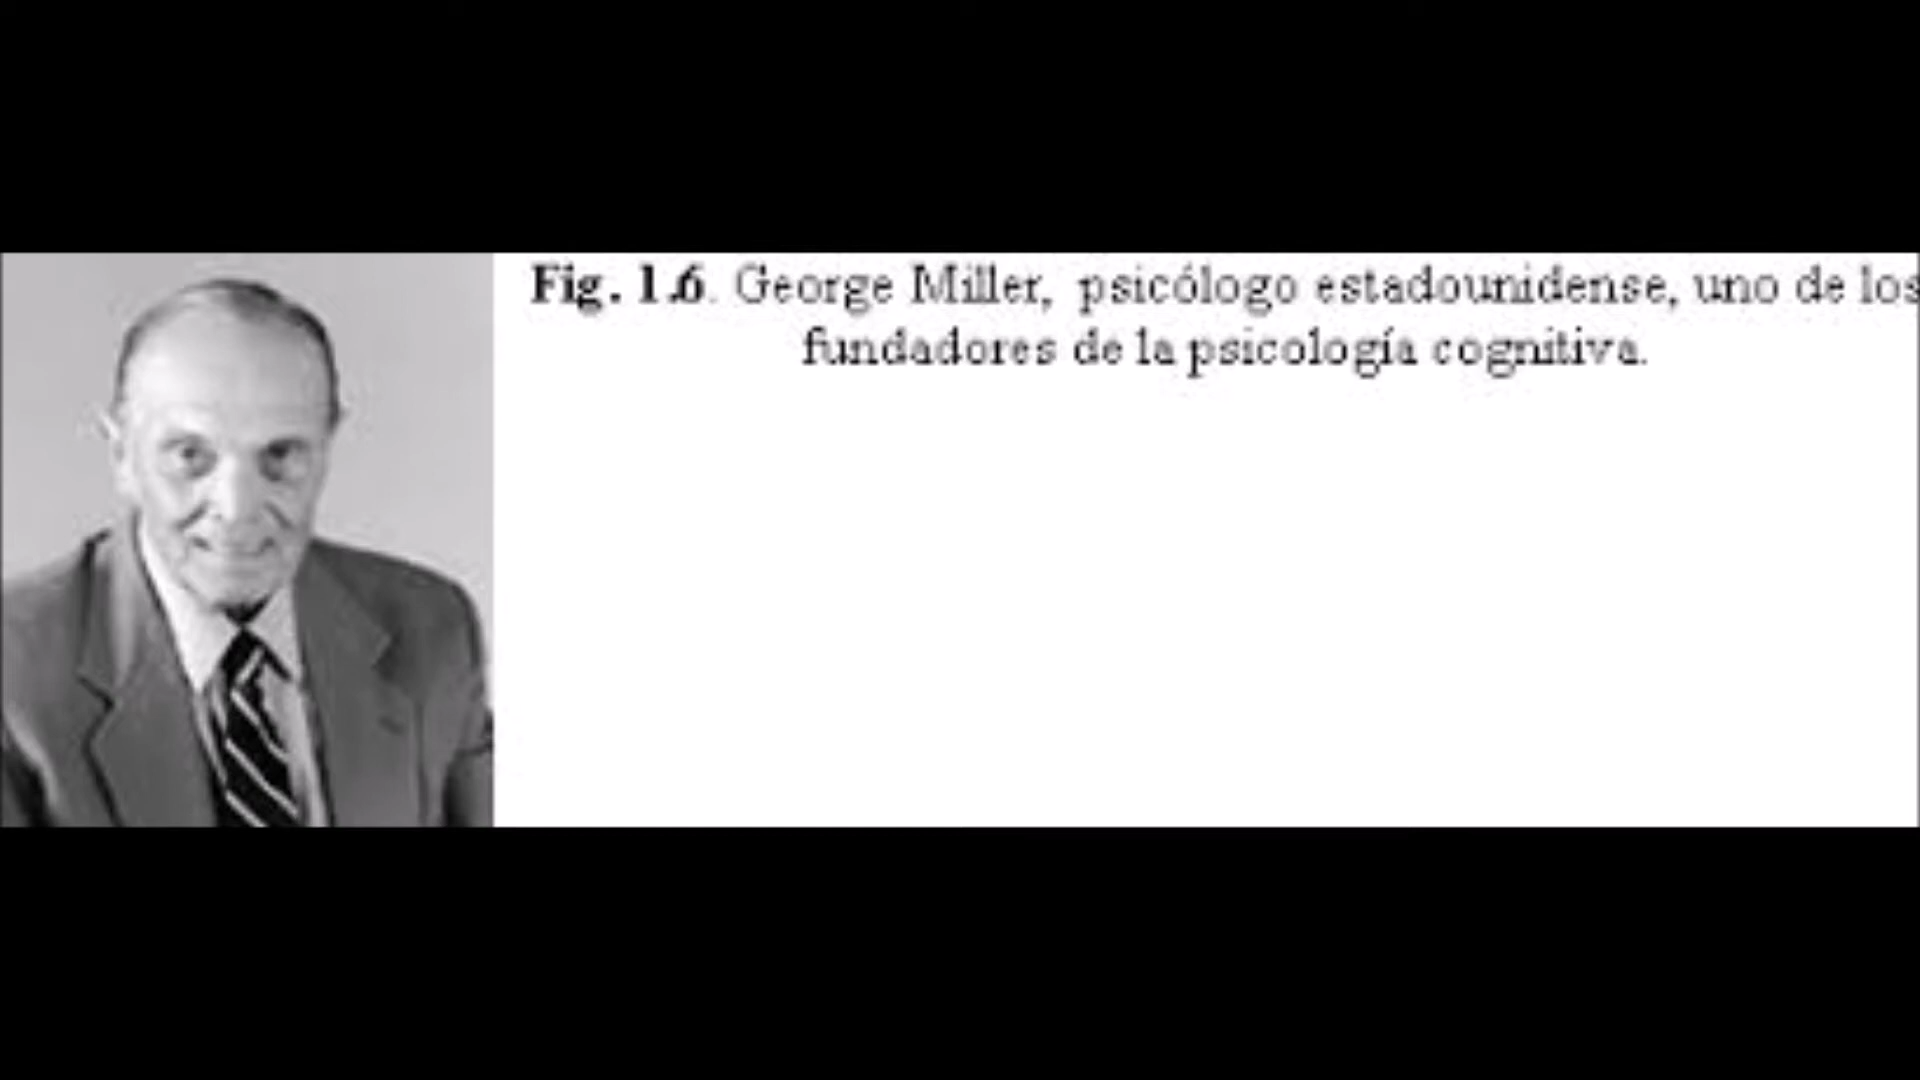 Fig. 1.6. George Miller, psicólogo estadounidense, uno de los
fundadores de la psicología cognitiva.